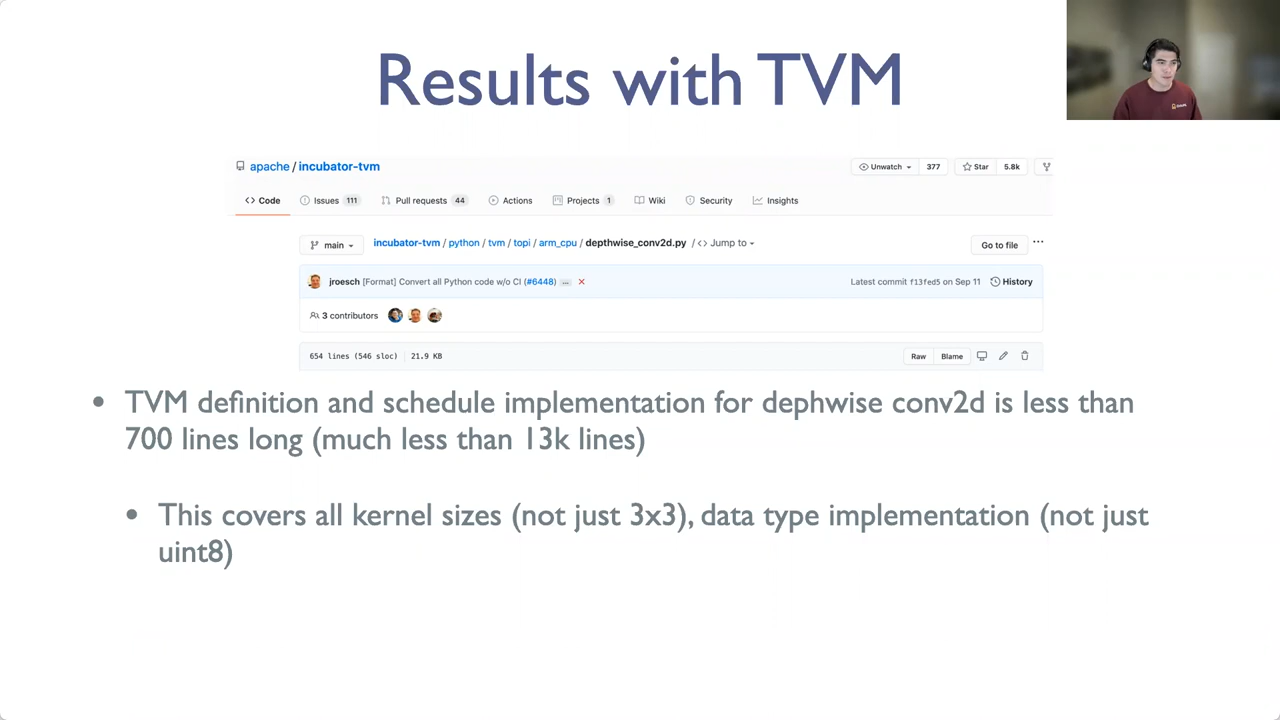 Results with TVM
apache / incubator-tvm
Unwatch 377 Star 5.8k
Code Issues 111 Pull requests 44 Actions Projects 1 Wiki Security Insights
main incubator-tvm / python / tvm / topi / arm_cpu / depthwise_conv2d.py / <> Jump to Go to file ...
jroesch [Format] Convert all Python code w/o CI (#6448) ... Latest commit f13fed5 on Sep 11 History
3 contributors
654 lines (546 sloc) 21.9 KB Raw Blame
• TVM definition and schedule implementation for dephwise conv2d is less than
700 lines long (much less than 13k lines)
• This covers all kernel sizes (not just 3x3), data type implementation (not just
uint8)